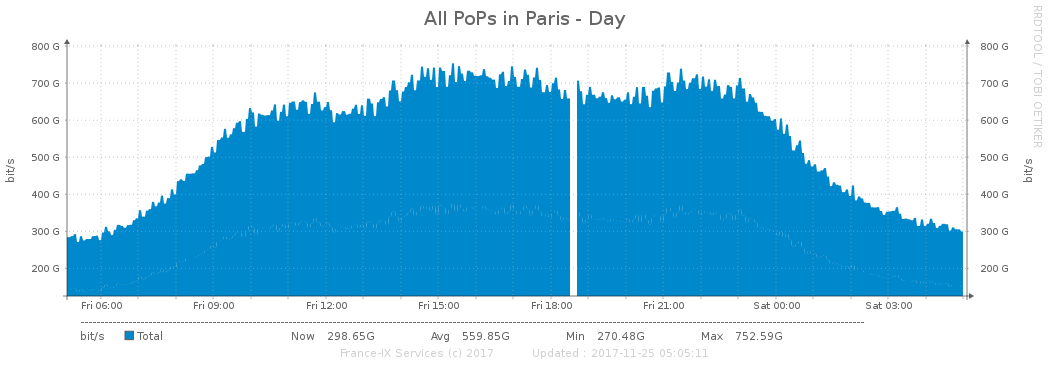 All PoPs in Paris - Day
RRDTOOL / TOBI OETIKER
800 G 800 G
700 G 700 G
600 G 600 G
500 G 500 G
400 G 400 G
300 G 300 G
200 G 200 G
bit/s bit/s
Fri 06:00 Fri 09:00 Fri 12:00 Fri 15:00 Fri 18:00 Fri 21:00 Sat 00:00 Sat 03:00
bit/s Total Now 298.65G Avg 559.85G Min 270.48G Max 752.59G
France-IX Services (c) 2017 Updated : 2017-11-25 05:05:11